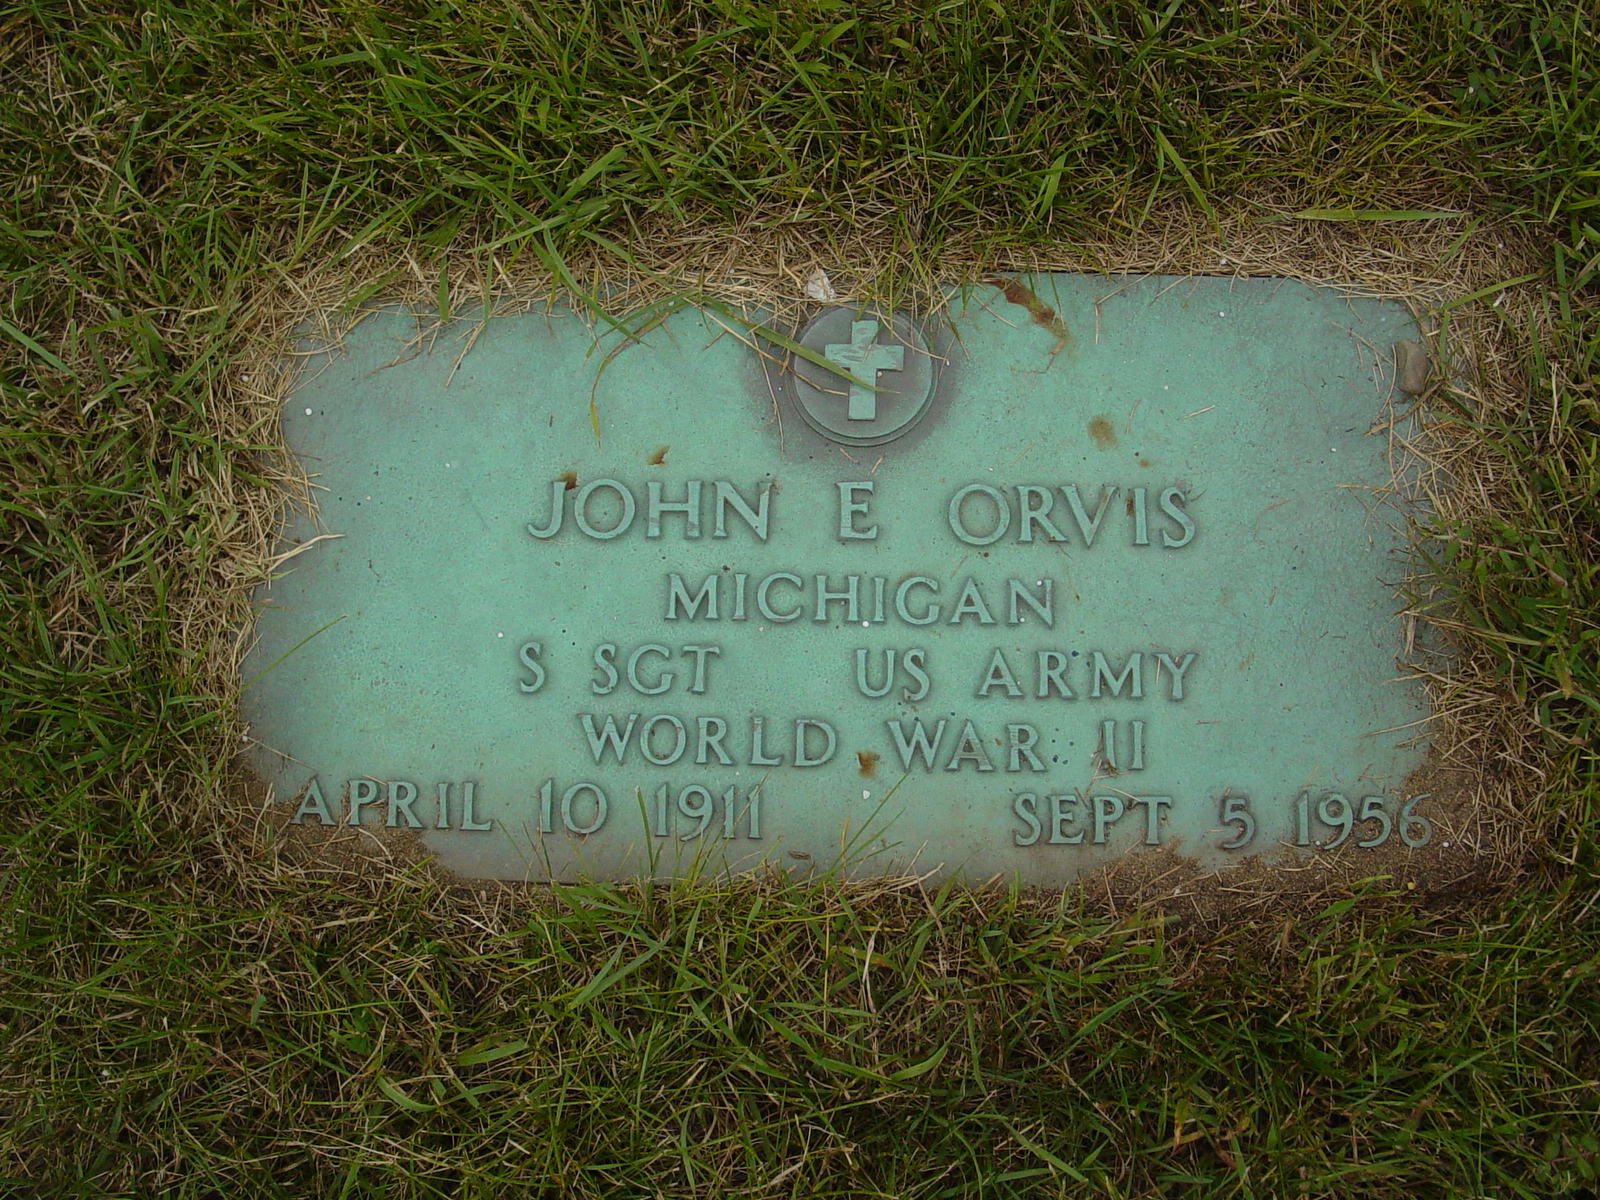 JOHN E ORVIS
MICHIGAN
S SGT US ARMY
WORLD WAR II
APRIL 10 1911 SEPT 5 1956